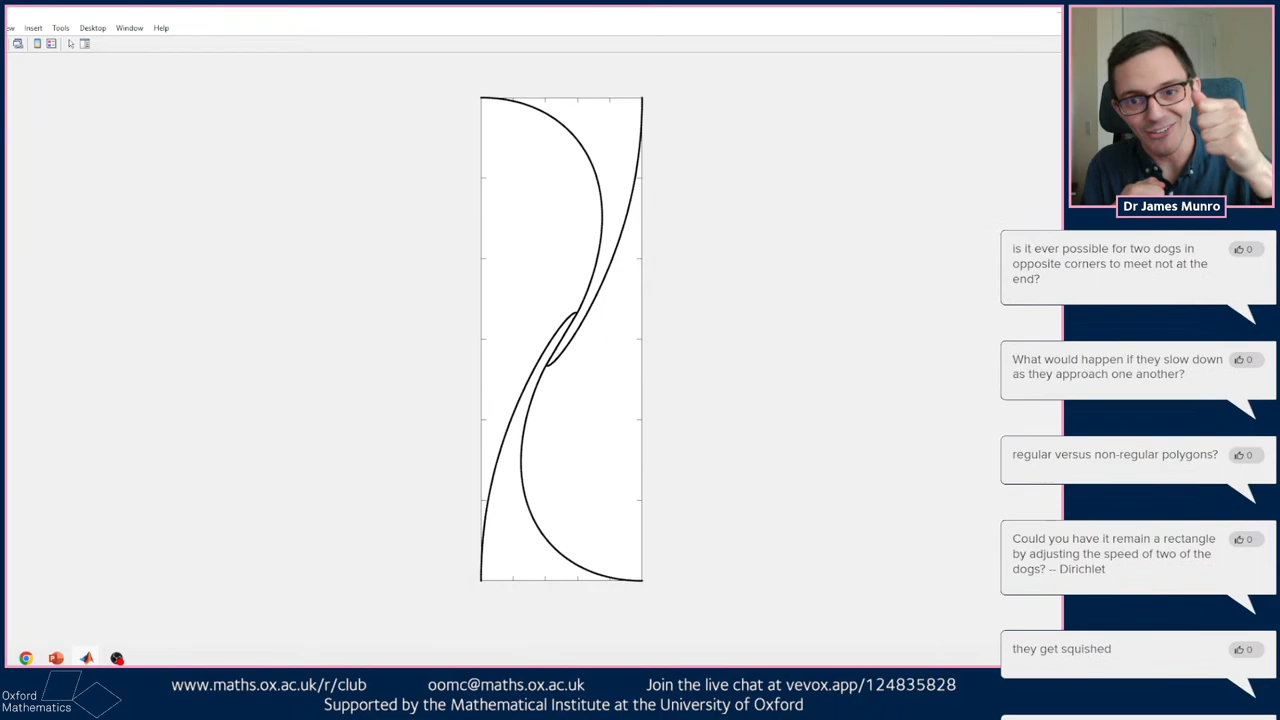 ew Insert Tools Desktop Window Help
Dr James Munro
is it ever possible for two dogs in
opposite corners to meet not at the
end?
0
What would happen if they slow down
as they approach one another?
0
regular versus non-regular polygons?
0
Could you have it remain a rectangle
by adjusting the speed of two of the
dogs? -- Dirichlet
0
they get squished
0
Oxford
Mathematics
www.maths.ox.ac.uk/r/club oomc@maths.ox.ac.uk Join the live chat at vevox.app/124835828
Supported by the Mathematical Institute at the University of Oxford